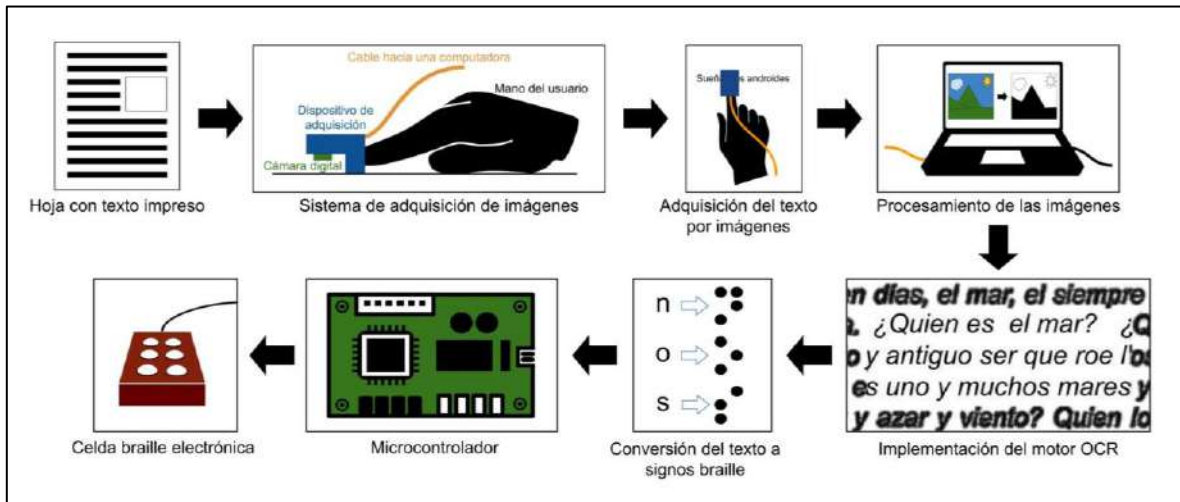 Cable hacia una computadora
Mano del usuario
Dispositivo de
adquisición
Cámara digital
Hoja con texto impreso
Sistema de adquisición de imágenes
Sueña androides
Adquisición del texto
por imágenes
Procesamiento de las imágenes
n días, el mar, el siempre
¿Quien es el mar? ¿Q
y antiguo ser que roe l'os
es uno y muchos mares y
y azar y viento? Quien lo
Implementación del motor OCR
n
o
s
Conversión del texto a
signos braille
Microcontrolador
Celda braille electrónica